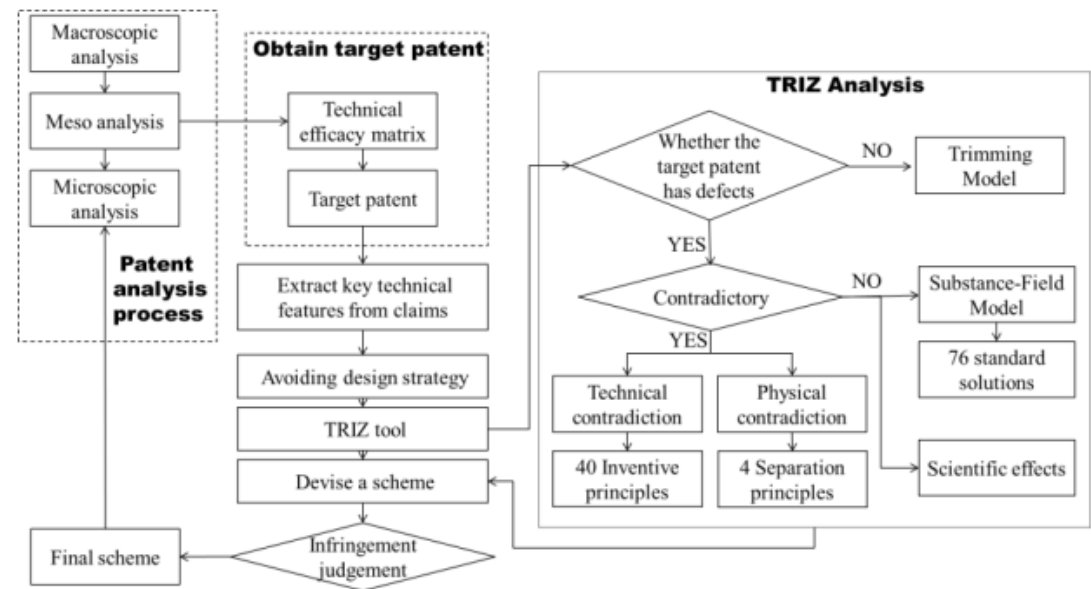 Macroscopic
analysis
Meso analysis
Microscopic
analysis
Patent
analysis
process
Obtain target patent
Technical
efficacy matrix
Target patent
Extract key technical
features from claims
Avoiding design strategy
TRIZ tool
Devise a scheme
Infringement
judgement
Final scheme
TRIZ Analysis
Whether the
target patent
has defects
NO
Trimming
Model
YES
Contradictory
NO
Substance-Field
Model
76 standard
solutions
YES
Technical
contradiction
Physical
contradiction
40 Inventive
principles
4 Separation
principles
Scientific effects